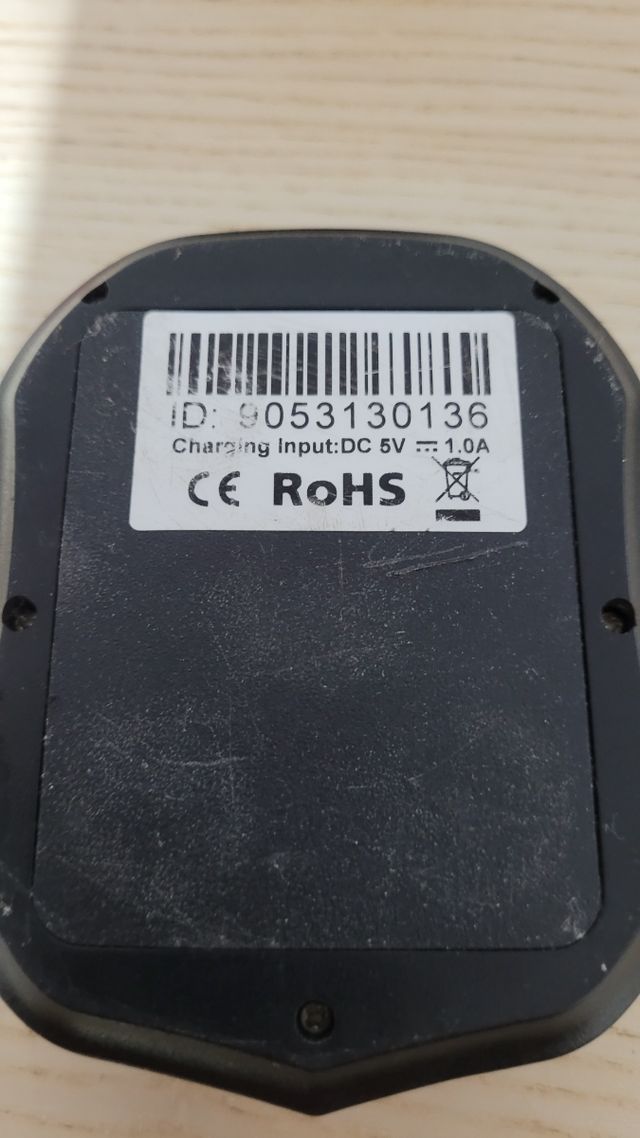 ID: 9053130136
Charging Input:DC 5V ⎓ 1.0A
CE RoHS